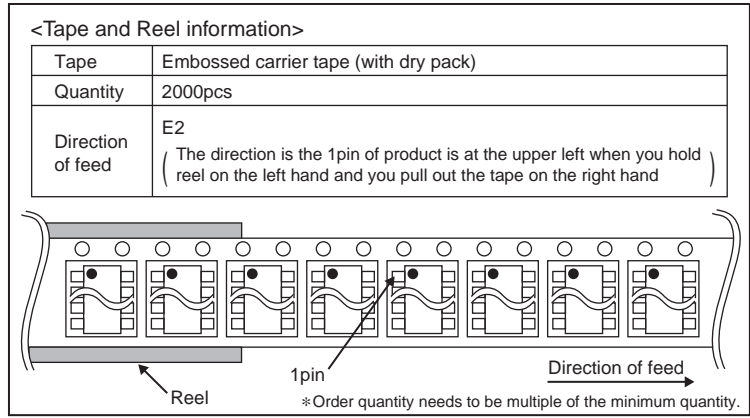 <Tape and Reel information>
Tape Embossed carrier tape (with dry pack)
Quantity 2000pcs
Direction of feed E2
( The direction is the 1pin of product is at the upper left when you hold
reel on the left hand and you pull out the tape on the right hand )
1pin
Direction of feed
Reel
*Order quantity needs to be multiple of the minimum quantity.